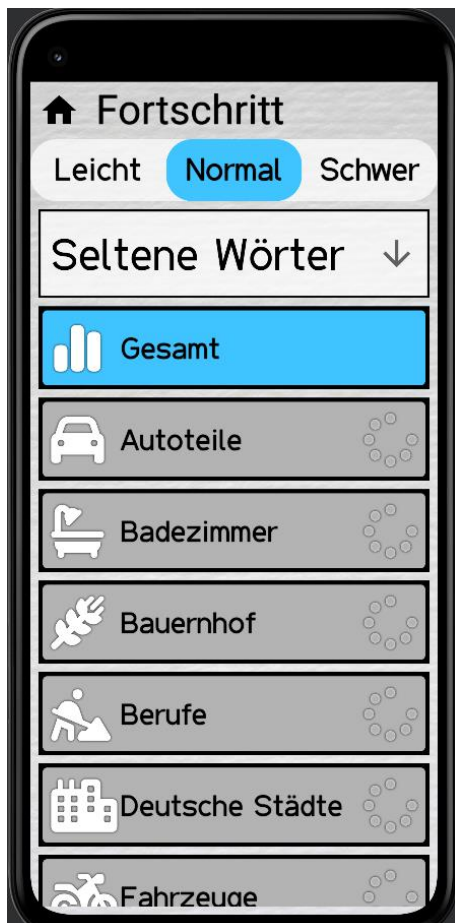 Fortschritt
Leicht Normal Schwer
Seltene Wörter
Gesamt
Autoteile
Badezimmer
Bauernhof
Berufe
Deutsche Städte
Fahrzeuge